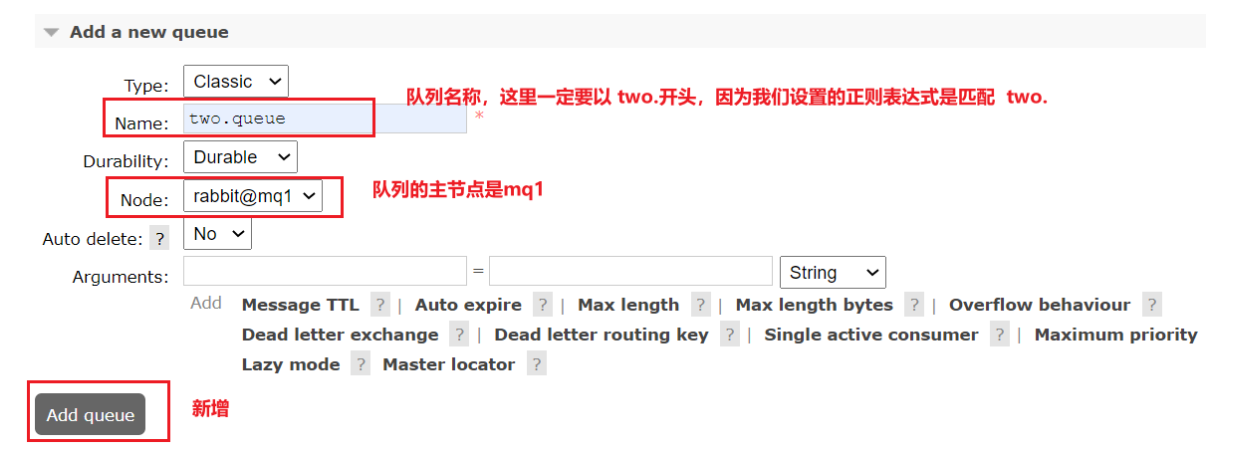 Add a new queue
Type: Classic
队列名称，这里一定要以 two.开头，因为我们设置的正则表达式是匹配 two.
Name: two.queue *
Durability: Durable
Node: rabbit@mq1 队列的主节点是mq1
Auto delete: ? No
Arguments: = String
Add Message TTL ? | Auto expire ? | Max length ? | Max length bytes ? | Overflow behaviour ?
Dead letter exchange ? | Dead letter routing key ? | Single active consumer ? | Maximum priority
Lazy mode ? Master locator ?
Add queue 新增